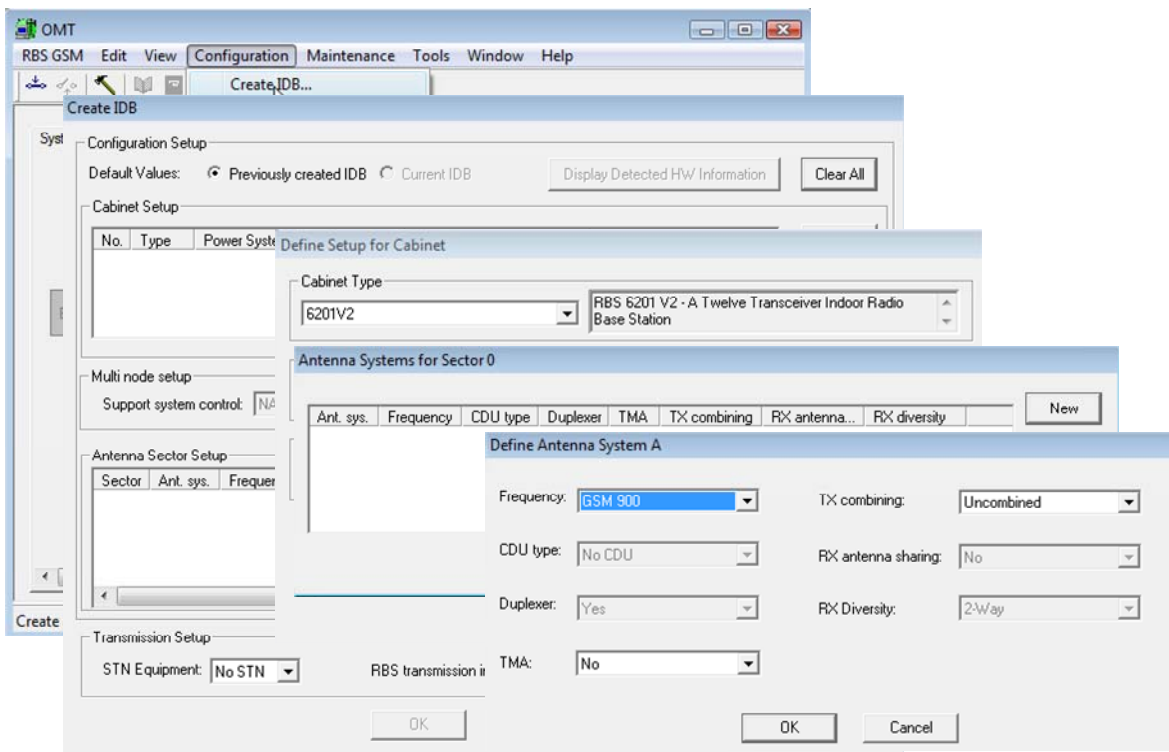 OMT
RBS GSM Edit View Configuration Maintenance Tools Window Help
Create IDB...
Create IDB
Configuration Setup
Default Values: Previously created IDB Current IDB Display Detected HW Information Clear All
Cabinet Setup
No. Type Power
Define Setup for Cabinet
Cabinet Type
6201V2
RBS 6201 V2 - A Twelve Transceiver Indoor Radio
Base Station
Multi node setup
Support system control: NA
Antenna Systems for Sector 0
New
Ant. sys. Frequency CDU type Duplexer TMA TX combining RX antenna... RX diversity
Antenna Sector Setup
Sector Ant. sys.
Define Antenna System A
Frequency: GSM 900 TX combining: Uncombined
CDU type: No CDU RX antenna sharing: No
Duplexer: Yes RX Diversity: 2-Way
TMA: No
OK Cancel
Create
Transmission Setup
STN Equipment: No STN RBS transmission
OK